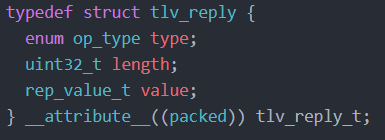 typedef struct tlv_reply {
  enum op_type type;
  uint32_t length;
  rep_value_t value;
} __attribute__((packed)) tlv_reply_t;